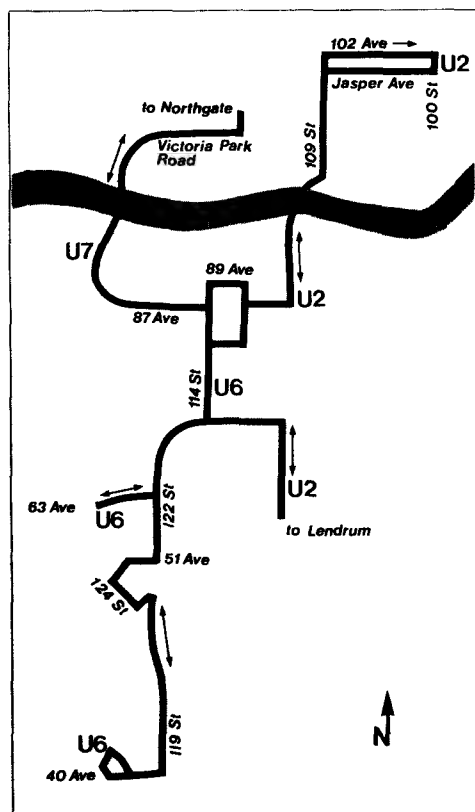 102 Ave
U2
Jasper Ave
100 St
109 St
to Northgate
Victoria Park
Road
U7
89 Ave
U2
87 Ave
114 St
U6
U2
122 St
63 Ave
U6
to Lendrum
51 Ave
124 St
119 St
U6
40 Ave
N